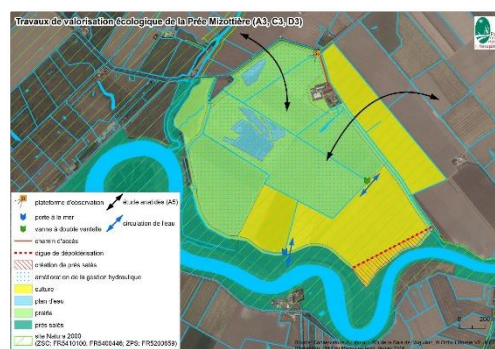 Travaux de valorisation écologique de la Prée Mizottière (A3, C3, D3)
plateforme d'observation
étude anatidés (A5)
porte à la mer
circulation de l'eau
vanne à double ventelle
chemin d'accès
digue de dépoldérisation
création de prés salés
amélioration de la gestion hydraulique
culture
plan d'eau
prairie
prés salés
site Natura 2000
200